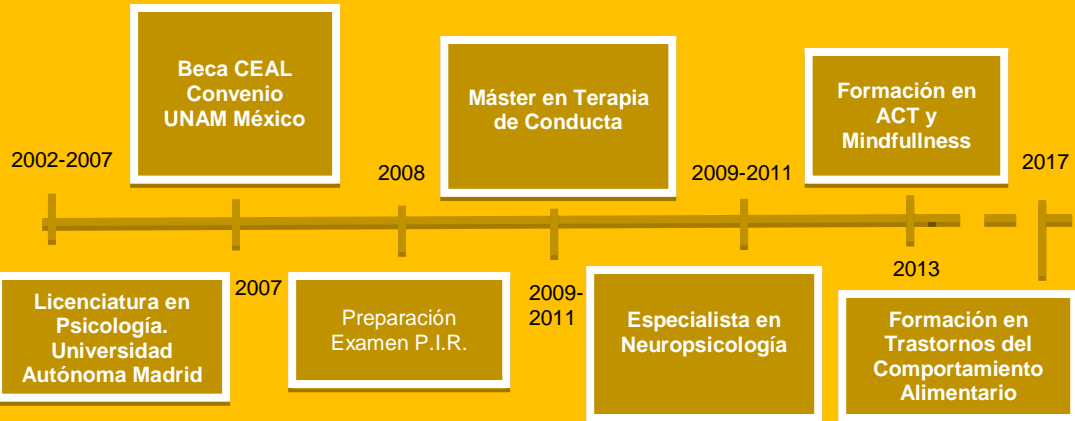 2002-2007
Licenciatura en
Psicología.
Universidad
Autónoma Madrid
Beca CEAL
Convenio
UNAM México
2007
2008
Preparación
Examen P.I.R.
Máster en Terapia
de Conducta
2009-
2011
2009-2011
Especialista en
Neuropsicología
Formación en
ACT y
Mindfullness
2013
2017
Formación en
Trastornos del
Comportamiento
Alimentario